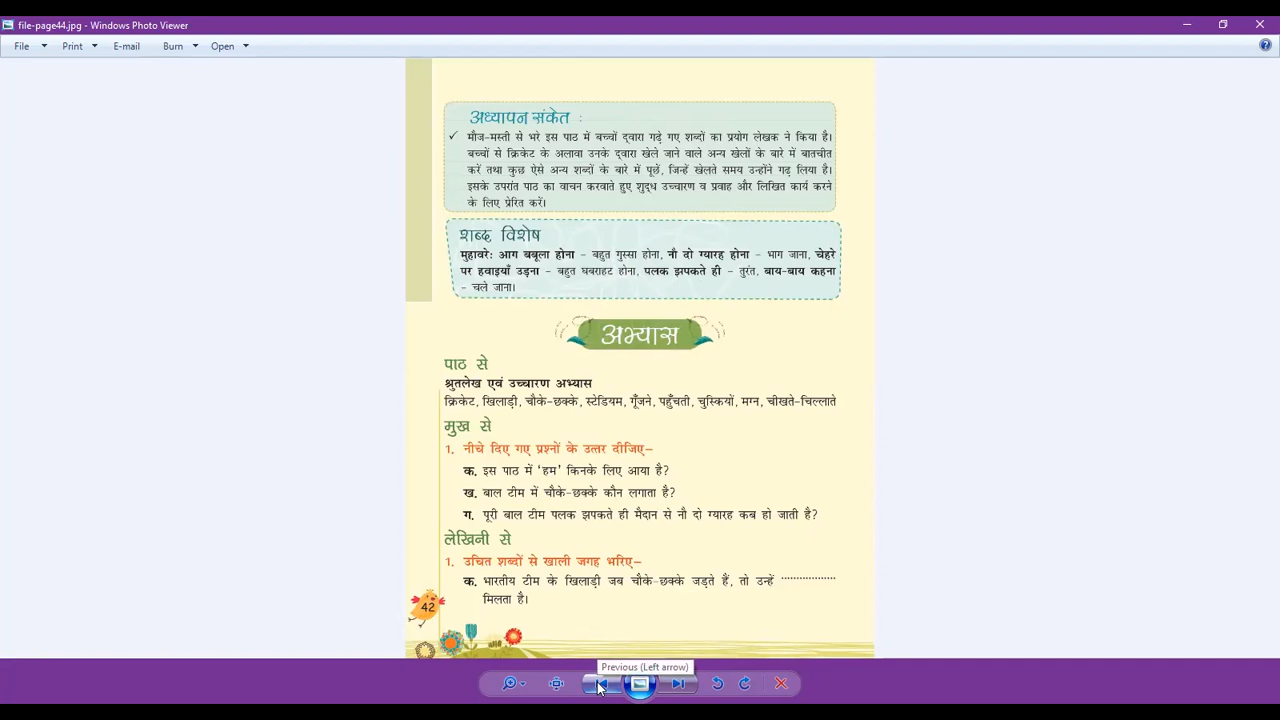 file-page44.jpg - Windows Photo Viewer
File Print E-mail Burn Open
अध्यापन संकेत :
✓ मौज-मस्ती से भरे इस पाठ में बच्चों द्वारा गढ़े गए शब्दों का प्रयोग लेखक ने किया है।
बच्चों से क्रिकेट के अलावा उनके द्वारा खेले जाने वाले अन्य खेलों के बारे में बातचीत
करें तथा कुछ ऐसे अन्य शब्दों के बारे में पूछें, जिन्हें खेलते समय उन्होंने गढ़ लिया है।
इसके उपरांत पाठ का वाचन करवाते हुए शुद्ध उच्चारण व प्रवाह और लिखित कार्य करने
के लिए प्रेरित करें।
शब्द विशेष
मुहावरे: आग बबूला होना – बहुत गुस्सा होना, नौ दो ग्यारह होना – भाग जाना, चेहरे
पर हवाइयाँ उड़ना – बहुत घबराहट होना, पलक झपकते ही – तुरंत, बाय-बाय कहना
– चले जाना।
अभ्यास
पाठ से
श्रुतलेख एवं उच्चारण अभ्यास
क्रिकेट, खिलाड़ी, चौके-छक्के, स्टेडियम, गूँजने, पहुँचती, चुस्कियों, मग्न, चीखते-चिल्लाते
मुख से
1. नीचे दिए गए प्रश्नों के उत्तर दीजिए–
क. इस पाठ में ‘हम’ किनके लिए आया है?
ख. बाल टीम में चौके-छक्के कौन लगाता है?
ग. पूरी बाल टीम पलक झपकते ही मैदान से नौ दो ग्यारह कब हो जाती है?
लेखिनी से
1. उचित शब्दों से खाली जगह भरिए–
क. भारतीय टीम के खिलाड़ी जब चौके-छक्के जड़ते हैं, तो उन्हें ..................
मिलता है।
42
Previous (Left arrow)